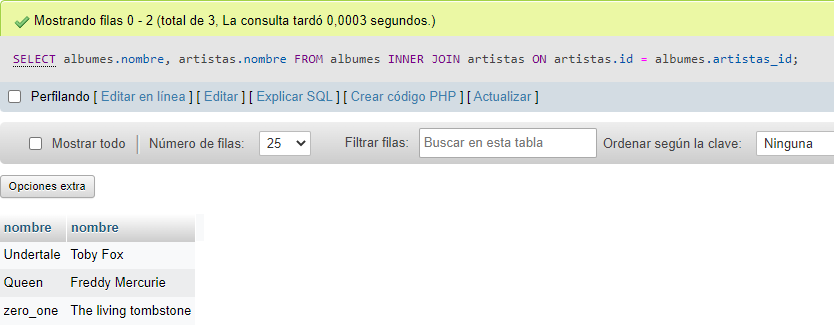 Mostrando filas 0 - 2 (total de 3, La consulta tardó 0,0003 segundos.)
SELECT albumes.nombre, artistas.nombre FROM albumes INNER JOIN artistas ON artistas.id = albumes.artistas_id;
Perfilando [ Editar en línea ] [ Editar ] [ Explicar SQL ] [ Crear código PHP ] [ Actualizar ]
Mostrar todo Número de filas: 25 Filtrar filas: Buscar en esta tabla Ordenar según la clave: Ninguna
Opciones extra
nombre nombre
Undertale Toby Fox
Queen Freddy Mercurie
zero_one The living tombstone